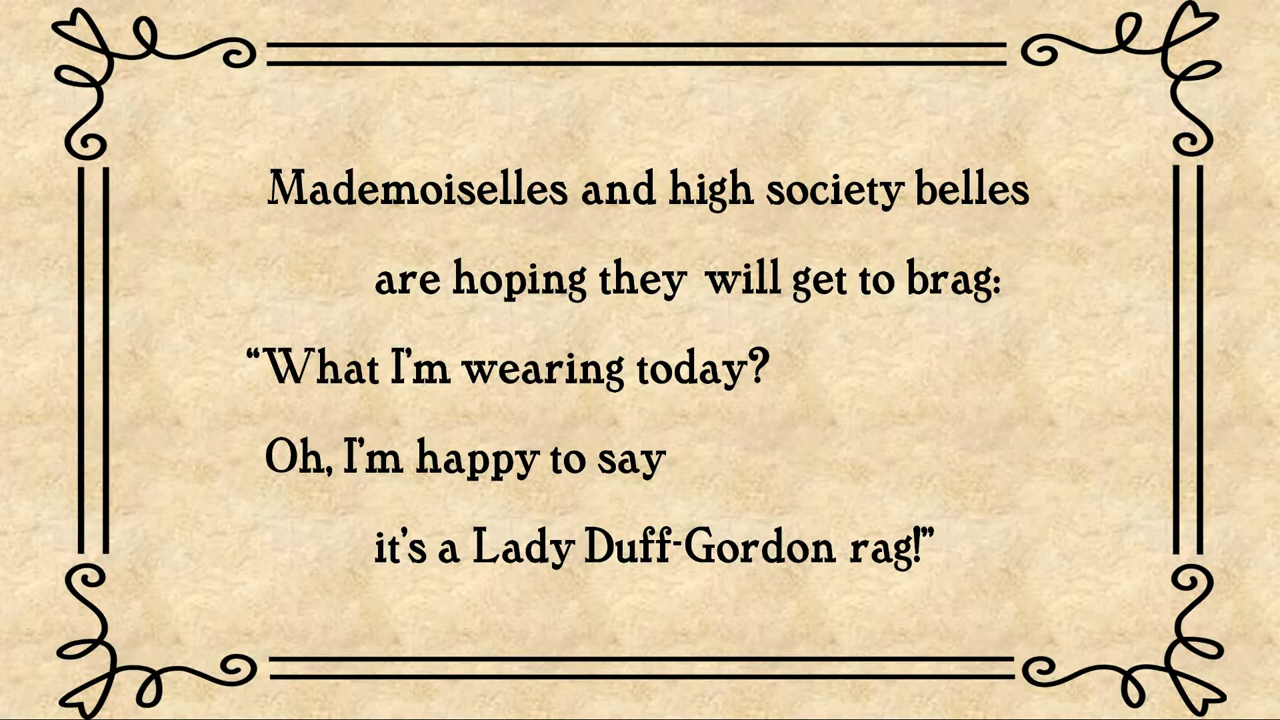 Mademoiselles and high society belles
are hoping they will get to brag:
“What I’m wearing today?
Oh, I’m happy to say
it’s a Lady Duff-Gordon rag!”